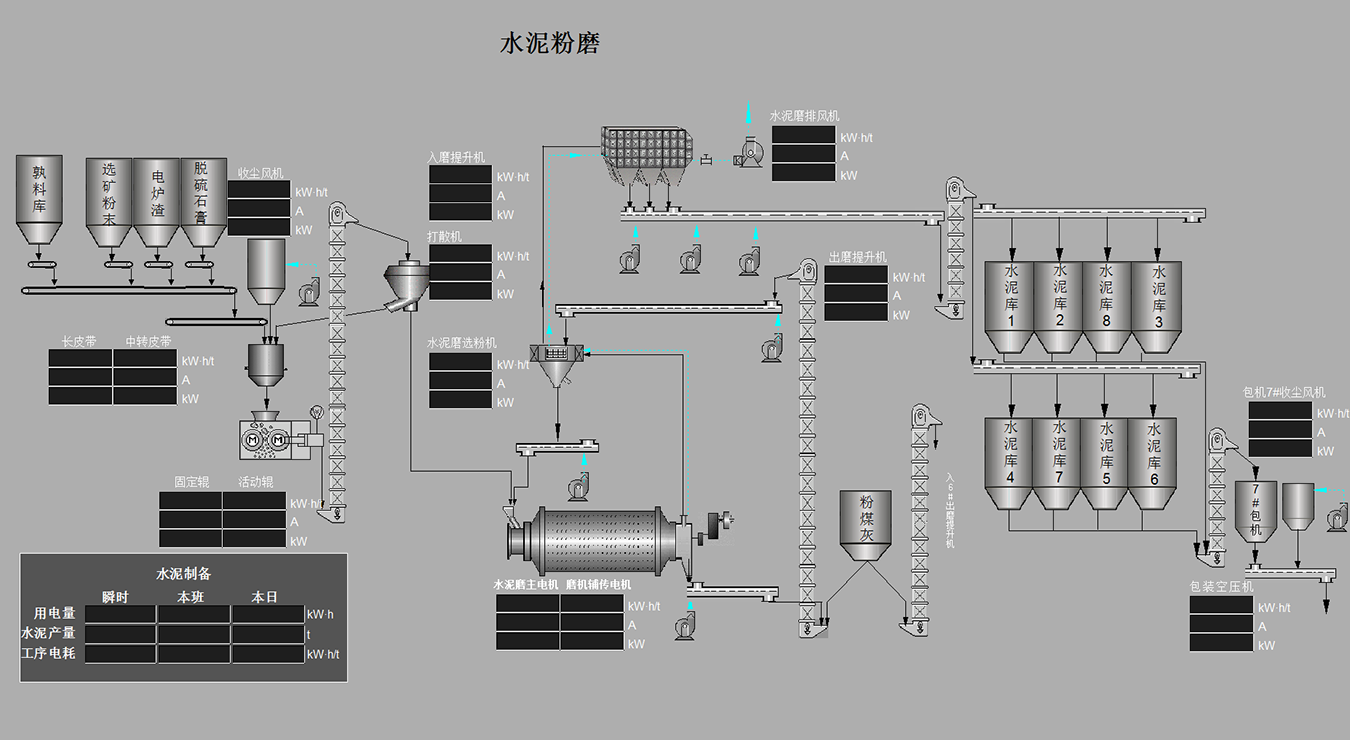 水泥粉磨
水泥磨排风机
kW·h/t
A
kW
孰料库
选矿粉末
电炉渣
脱硫石膏
收尘风机
kW·h/t
A
kW
入磨提升机
kW·h/t
A
kW
打散机
kW·h/t
A
kW
出磨提升机
kW·h/t
A
kW
水泥库1
水泥库2
水泥库8
水泥库3
长皮带
中转皮带
kW·h/t
A
kW
水泥磨选粉机
kW·h/t
A
kW
M
M
M
包机7#收尘风机
kW·h/t
A
kW
水泥库4
水泥库7
水泥库5
水泥库6
固定辊
活动辊
kW·h/t
A
kW
粉煤灰
入6#出磨提升机
7#包机
水泥制备
瞬时 本班 本日
用电量 kW·h
水泥产量 t
工序电耗 kW·h/t
水泥磨主电机
磨机辅传电机
kW·h/t
A
kW
包装空压机
kW·h/t
A
kW